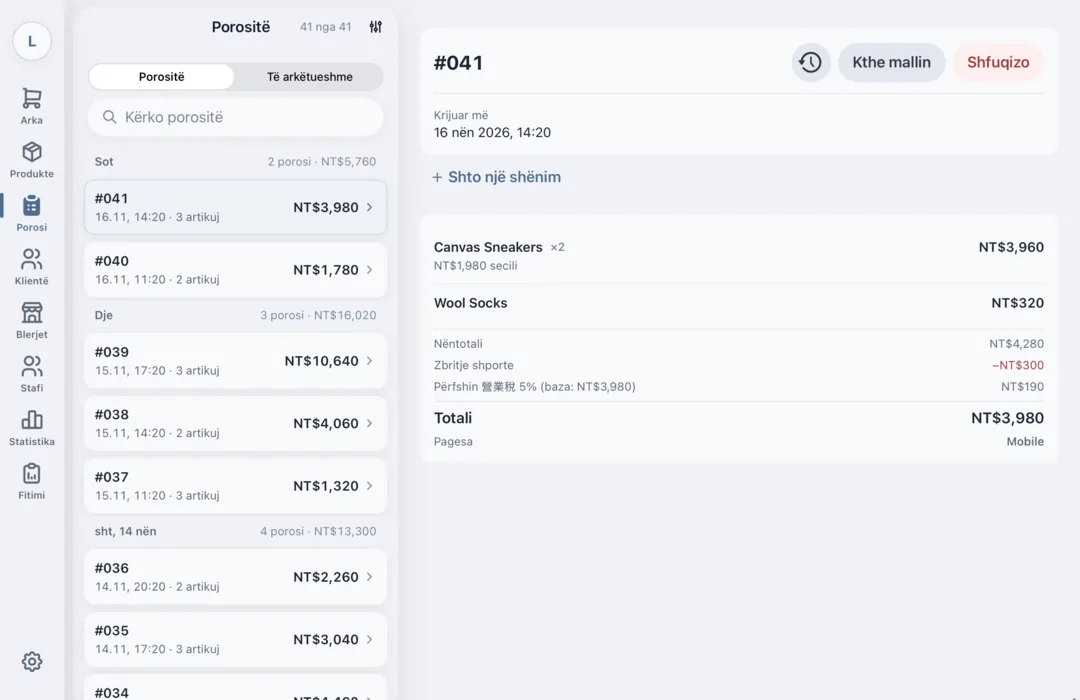 L
Arka
Produkte
Porosi
Klientë
Blerjet
Stafi
Statistika
Fitimi
Porositë
41 nga 41
Porositë
Të arkëtueshme
Kërko porositë
Sot
2 porosi · NT$5,760
#041
16.11, 14:20 · 3 artikuj
NT$3,980
#040
16.11, 11:20 · 2 artikuj
NT$1,780
Dje
3 porosi · NT$16,020
#039
15.11, 17:20 · 3 artikuj
NT$10,640
#038
15.11, 14:20 · 2 artikuj
NT$4,060
#037
15.11, 11:20 · 3 artikuj
NT$1,320
sht, 14 nën
4 porosi · NT$13,300
#036
14.11, 20:20 · 2 artikuj
NT$2,260
#035
14.11, 17:20 · 3 artikuj
NT$3,040
#034
#041
Kthe mallin
Shfuqizo
Krijuar më
16 nën 2026, 14:20
+ Shto një shënim
Canvas Sneakers ×2
NT$3,960
NT$1,980 secili
Wool Socks
NT$320
Nëntotali
NT$4,280
Zbritje shporte
−NT$300
Përfshin 營業稅 5% (baza: NT$3,980)
NT$190
Totali
NT$3,980
Pagesa
Mobile